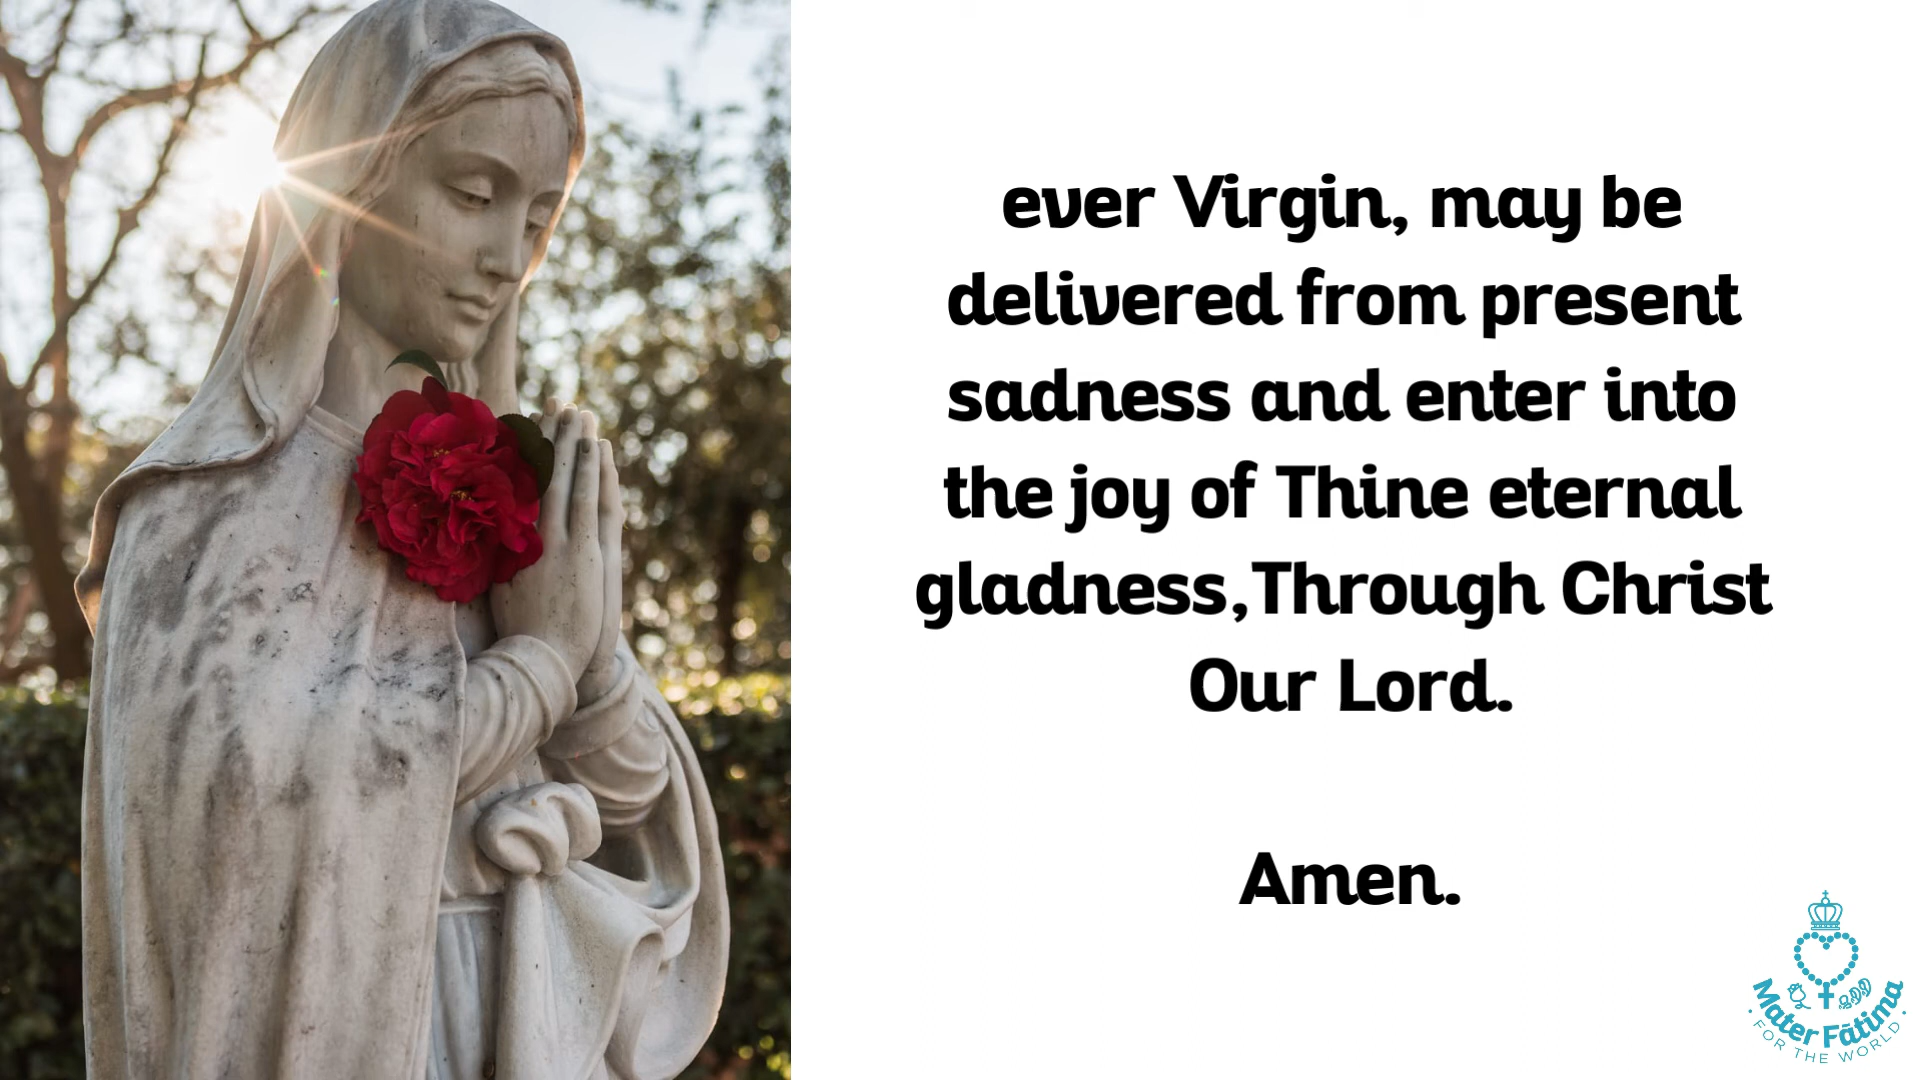 ever Virgin, may be
delivered from present
sadness and enter into
the joy of Thine eternal
gladness,Through Christ
Our Lord.
Amen.
Mater Fãtima
· FOR THE WORLD ·